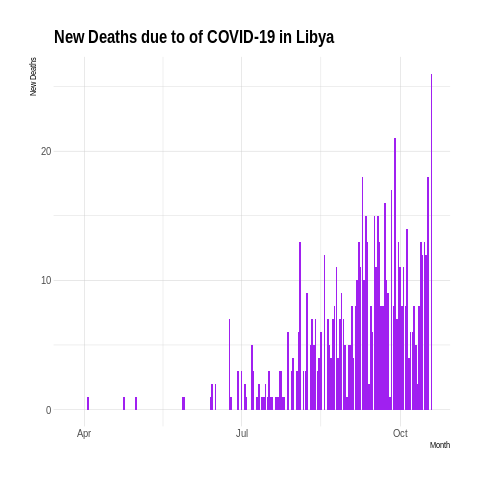 New Deaths due to of COVID-19 in Libya
New Deaths
20
10
0
Apr
Jul
Oct
Month